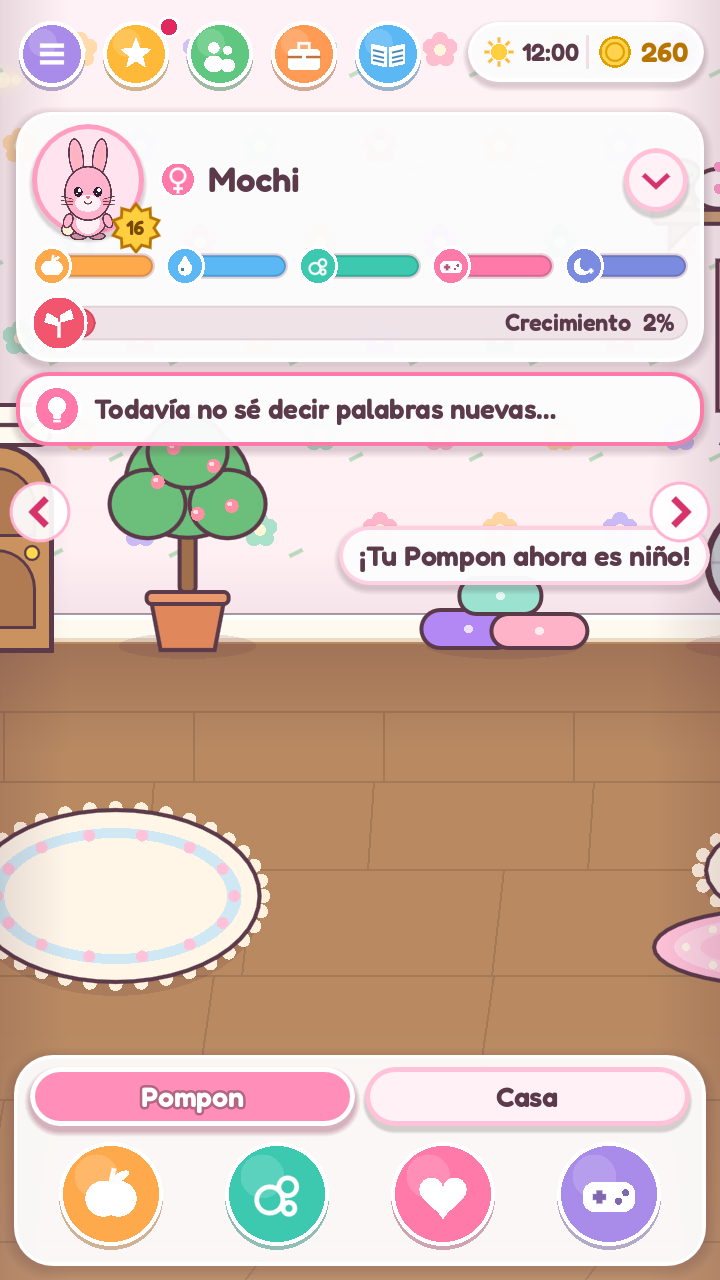 12:00
260
Mochi
16
Crecimiento 2%
Todavía no sé decir palabras nuevas...
¡Tu Pompon ahora es niño!
Pompon
Casa